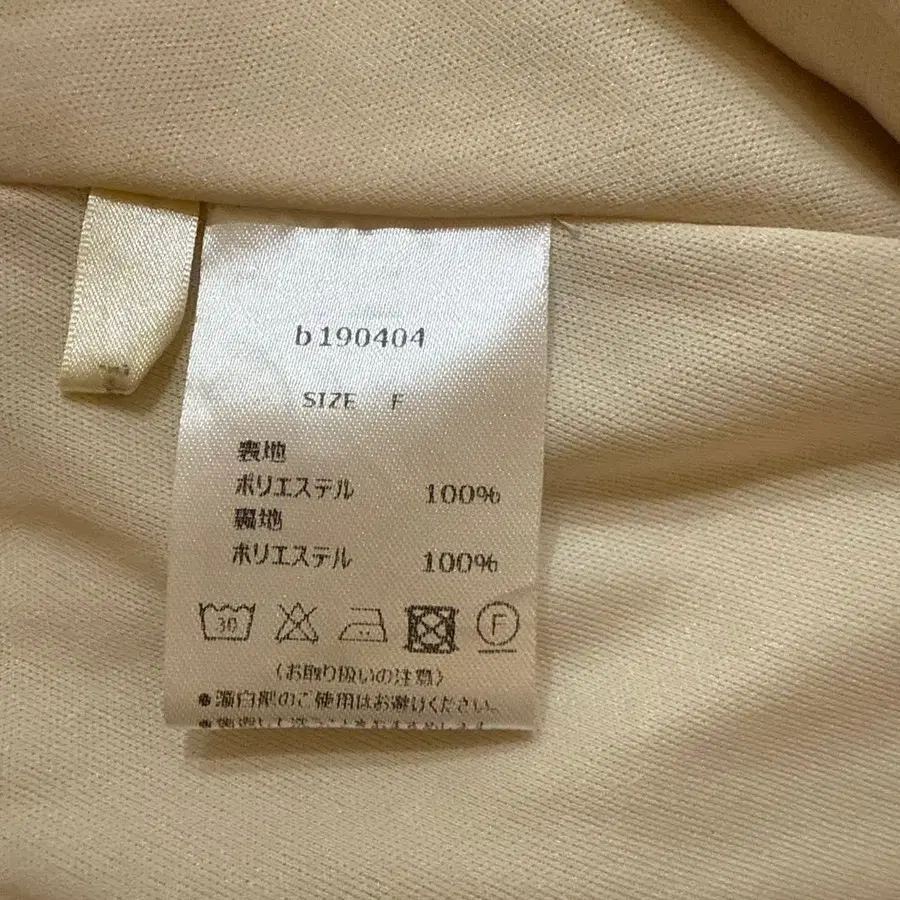 b190404
SIZE F
表地
ポリエステル 100%
裏地
ポリエステル 100%
30
F
(お取り扱いの注意)
●漂白剤のご使用はお避けください。